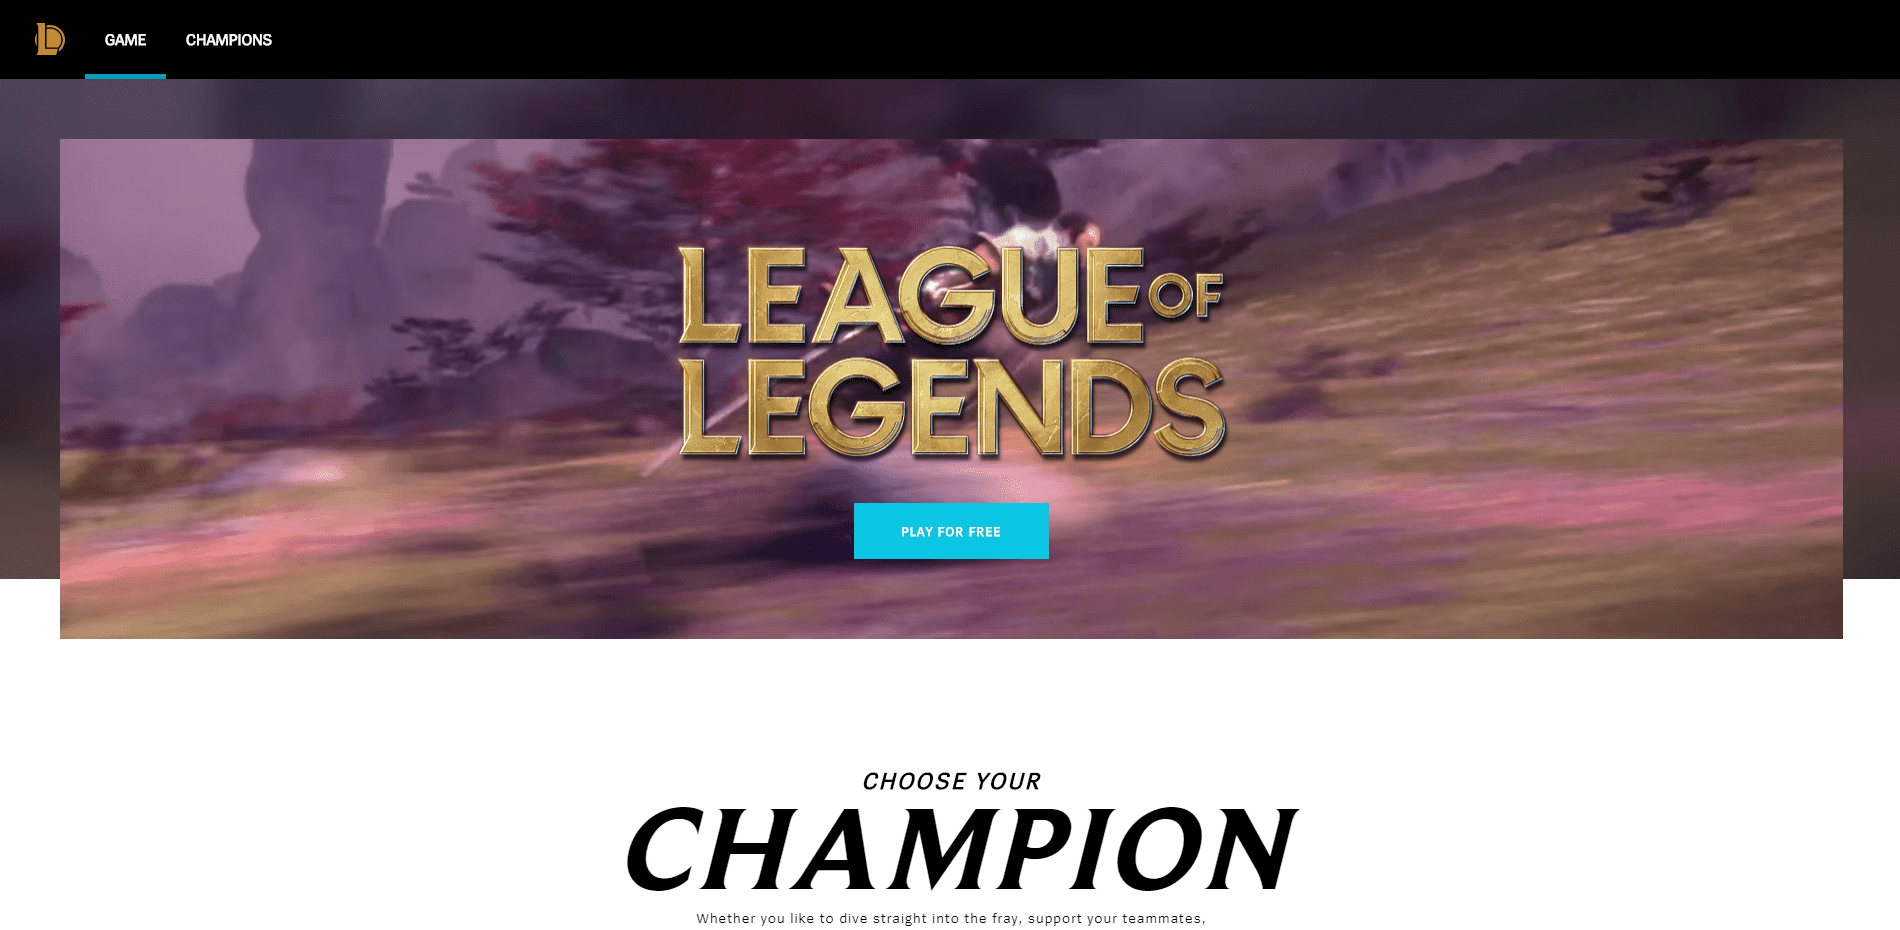 GAME CHAMPIONS
LEAGUE OF
LEGENDS
PLAY FOR FREE
CHOOSE YOUR
CHAMPION
Whether you like to dive straight into the fray, support your teammates,